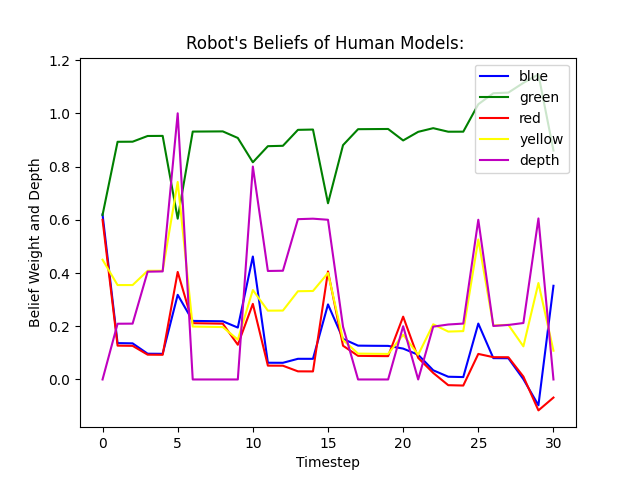 Robot's Beliefs of Human Models:
1.2
1.0
0.8
0.6
0.4
0.2
0.0
Belief Weight and Depth
blue
green
red
yellow
depth
0 5 10 15 20 25 30
Timestep